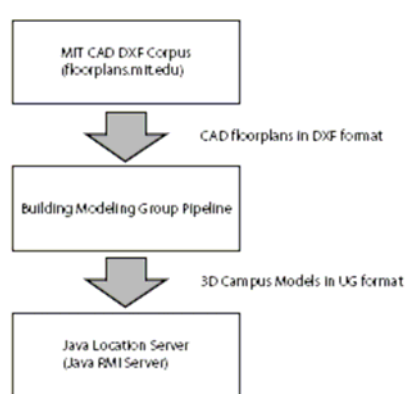 MIT CAD DXF Corpus
(floorplans.mit.edu)
CAD floorplans in DXF format
Building Modeling Group Pipeline
3D Campus Models in UG format
Java Location Server
(Java RMI Server)